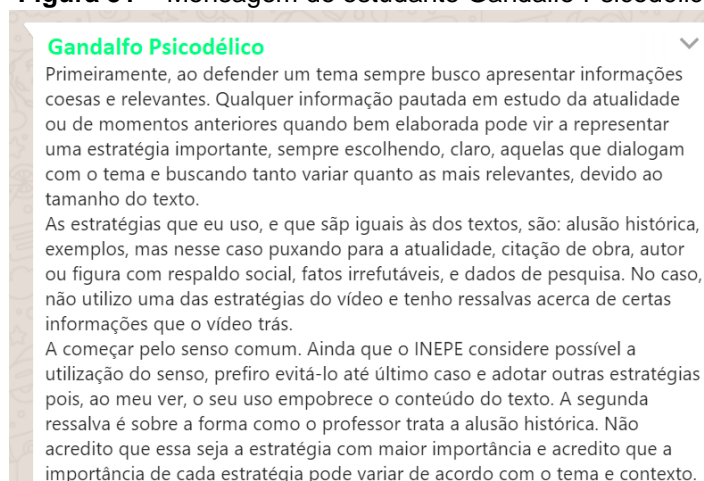 Gandalfo Psicodélico
Primeiramente, ao defender um tema sempre busco apresentar informações
coesas e relevantes. Qualquer informação pautada em estudo da atualidade
ou de momentos anteriores quando bem elaborada pode vir a representar
uma estratégia importante, sempre escolhendo, claro, aquelas que dialogam
com o tema e buscando tanto variar quanto as mais relevantes, devido ao
tamanho do texto.
As estratégias que eu uso, e que sãp iguais às dos textos, são: alusão histórica,
exemplos, mas nesse caso puxando para a atualidade, citação de obra, autor
ou figura com respaldo social, fatos irrefutáveis, e dados de pesquisa. No caso,
não utilizo uma das estratégias do vídeo e tenho ressalvas acerca de certas
informações que o vídeo trás.
A começar pelo senso comum. Ainda que o INEPE considere possível a
utilização do senso, prefiro evitá-lo até último caso e adotar outras estratégias
pois, ao meu ver, o seu uso empobrece o conteúdo do texto. A segunda
ressalva é sobre a forma como o professor trata a alusão histórica. Não
acredito que essa seja a estratégia com maior importância e acredito que a
importância de cada estratégia pode variar de acordo com o tema e contexto.